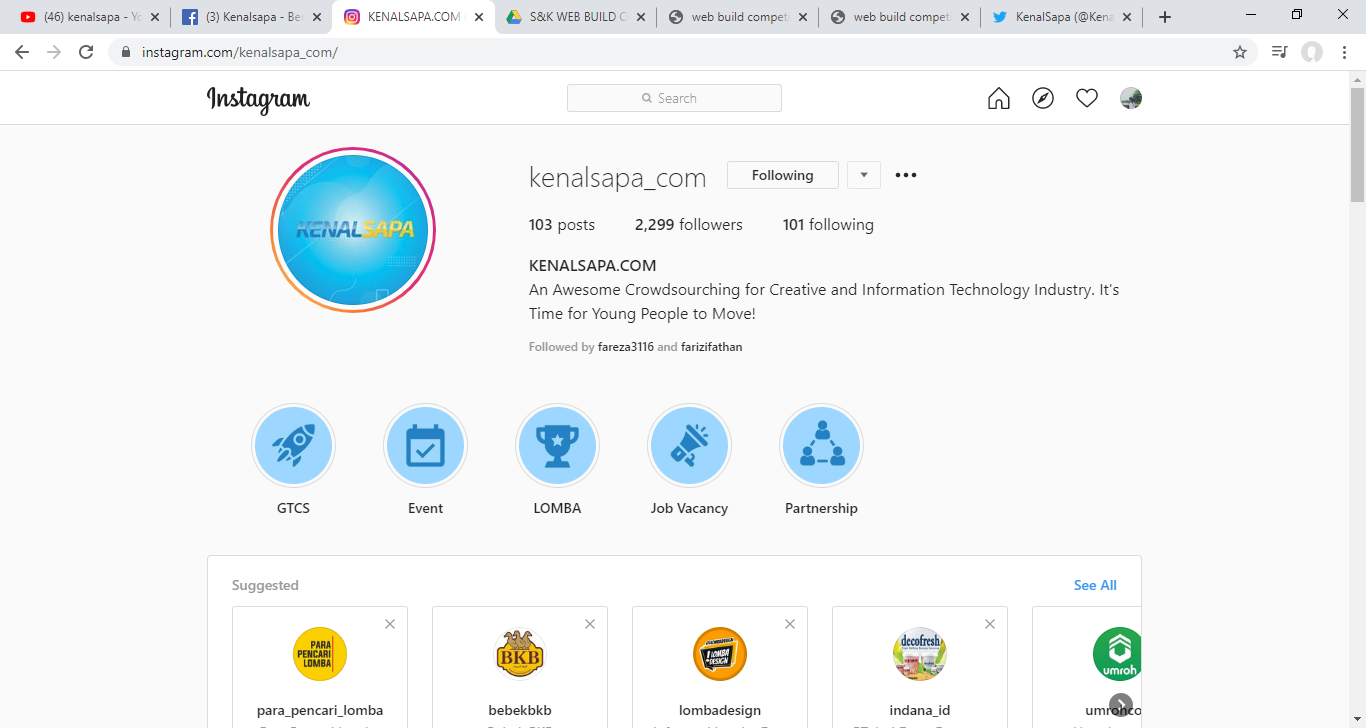 (46) kenalsapa - Yo
(3) Kenalsapa - Ber
KENALSAPA.COM
S&K WEB BUILD C
web build compet
web build compet
KenalSapa (@Kena
instagram.com/kenalsapa_com/
Instagram
Search
KENALSAPA
kenalsapa_com
Following
103 posts
2,299 followers
101 following
KENALSAPA.COM
An Awesome Crowdsourching for Creative and Information Technology Industry. It's
Time for Young People to Move!
Followed by fareza3116 and farizifathan
GTCS
Event
LOMBA
Job Vacancy
Partnership
Suggested
See All
PARA
PENCARI
LOMBA
BKB
LOMBA
DESIGN
decofresh
umroh
para_pencari_lomba
bebekbkb
lombadesign
indana_id
umrohco